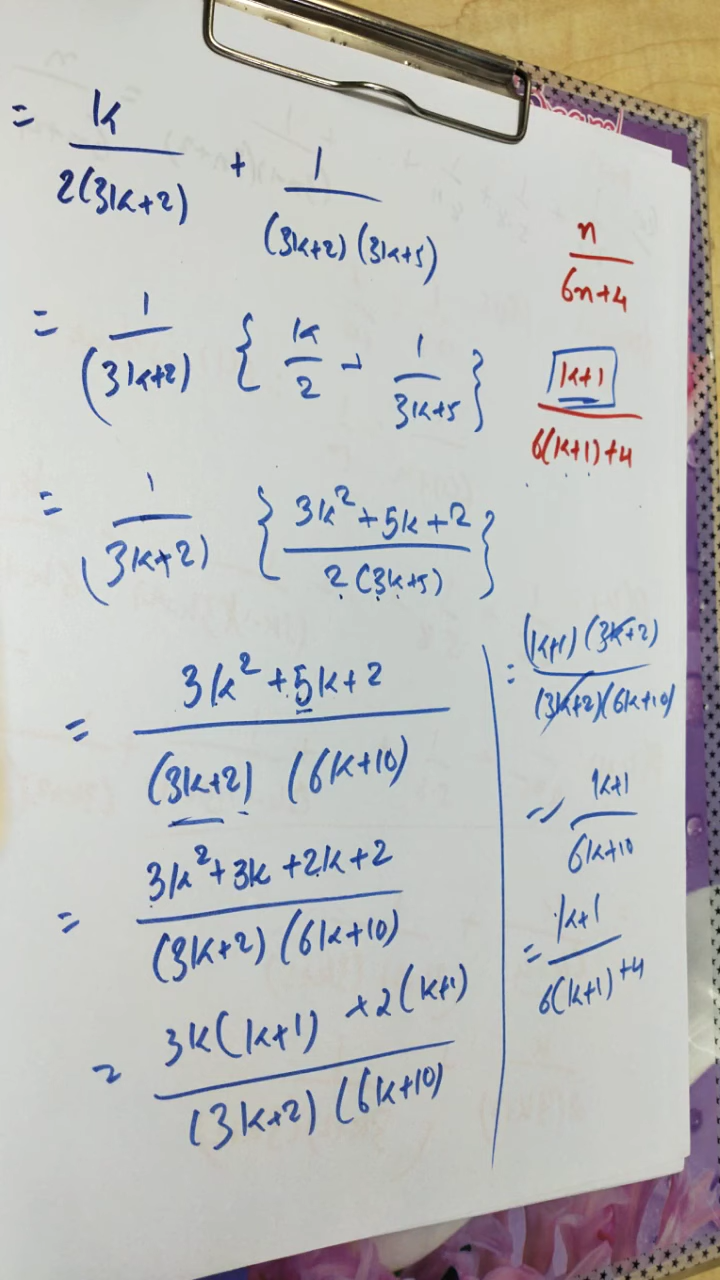 = k/(2(3k+2)) + 1/((3k+2)(3k+5))
= 1/(3k+2) { k/2 + 1/(3k+5) }
= 1/(3k+2) { (3k²+5k+2)/(2(3k+5)) }
= (3k²+5k+2)/((3k+2)(6k+10))
= (3k²+3k+2k+2)/((3k+2)(6k+10))
= (3k(k+1)+2(k+1))/((3k+2)(6k+10))
n/(6n+4)
(k+1)/(6(k+1)+4)
= ((k+1)(3k+2))/((3k+2)(6k+10))
= (k+1)/(6k+10)
= (k+1)/(6(k+1)+4)